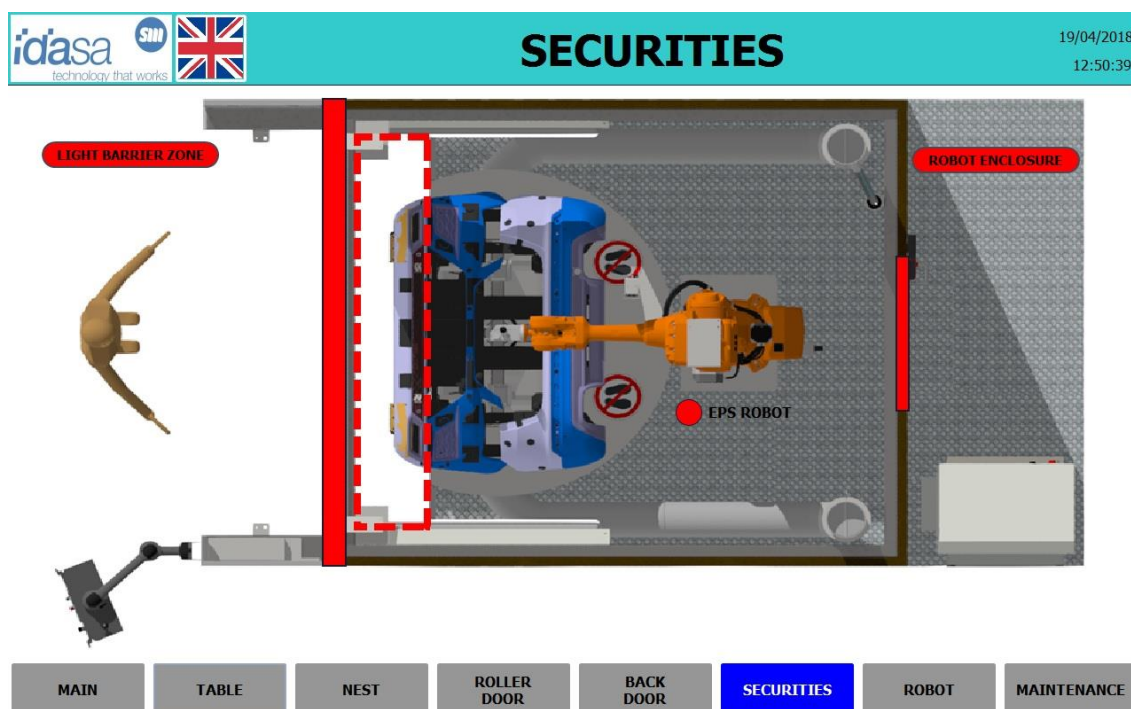 idasa
sm
technology that works
SECURITIES
19/04/2018
12:50:39
LIGHT BARRIER ZONE
ROBOT ENCLOSURE
EPS ROBOT
MAIN
TABLE
NEST
ROLLER
DOOR
BACK
DOOR
SECURITIES
ROBOT
MAINTENANCE